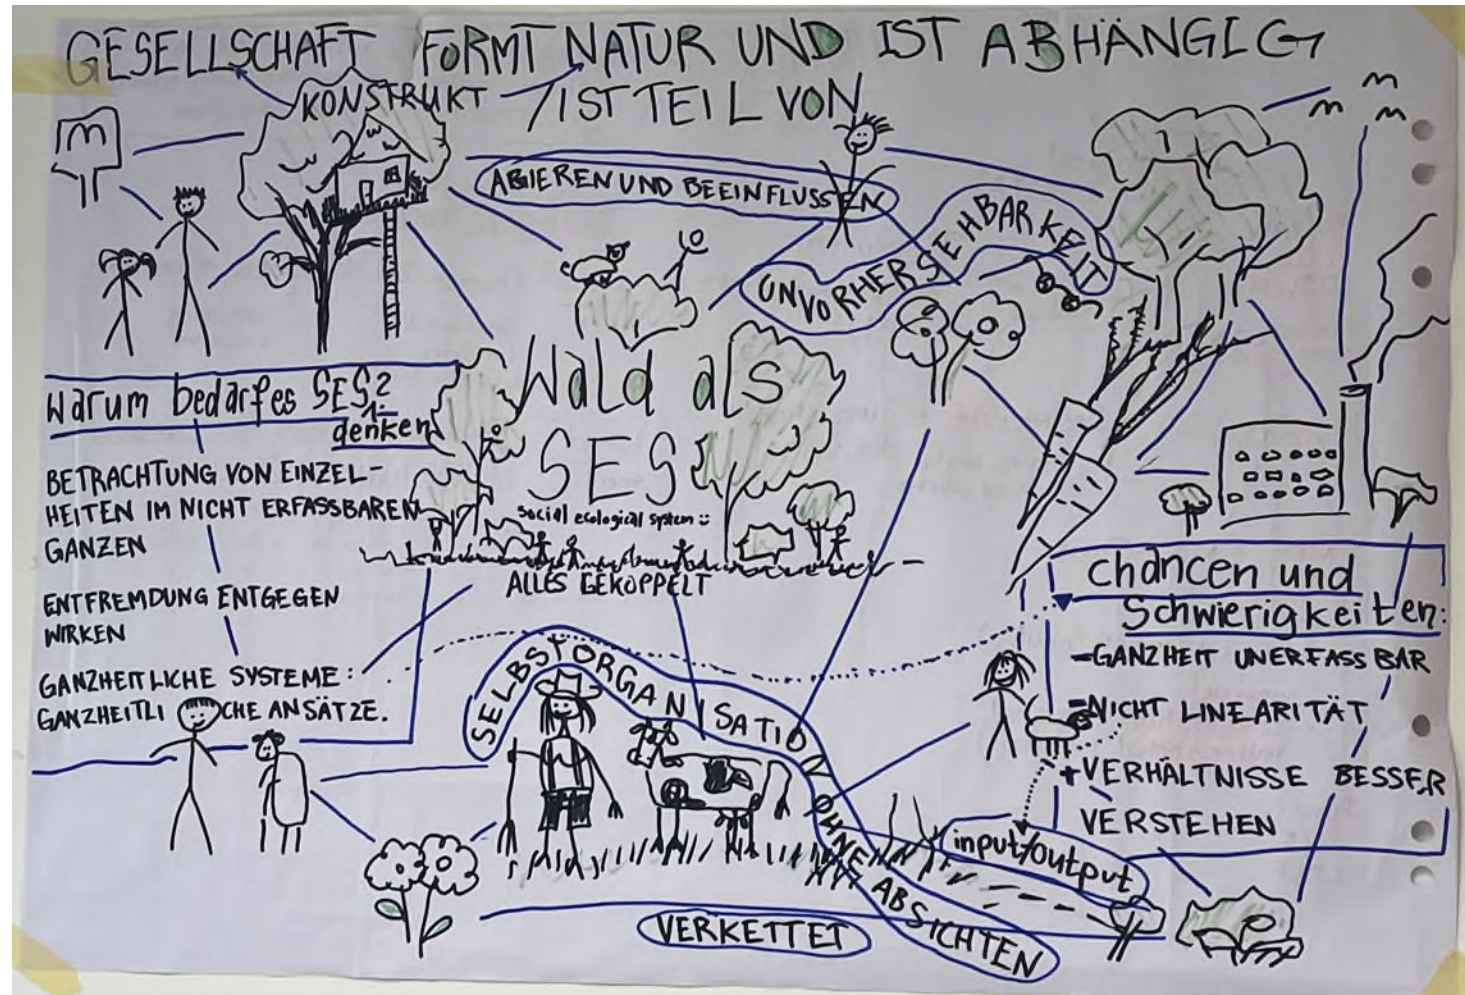 GESELLSCHAFT FORMT NATUR UND IST ABHÄNGIG
KONSTRUKT
/IST TEIL VON
m
AGIEREN UND BEEINFLUSSEN
UNVORHERSEHBARKEIT
Wald als
SES
social ecological system :)
ALLES GEKOPPELT
Warum bedarf es SES?
denken
BETRACHTUNG VON EINZEL-
HEITEN IM NICHT ERFASSBAREN
GANZEN
ENTFREMDUNG ENTGEGEN
WIRKEN
GANZHEITLICHE SYSTEME:
GANZHEITLICHE ANSÄTZE.
SELBSTORGANISATION OHNE ABSICHTEN
chancen und
Schwierigkeiten:
-GANZHEIT UNERFASSBAR
-NICHT LINEARITÄT
+VERHÄLTNISSE BESSER
VERSTEHEN
input/output
VERKETTET